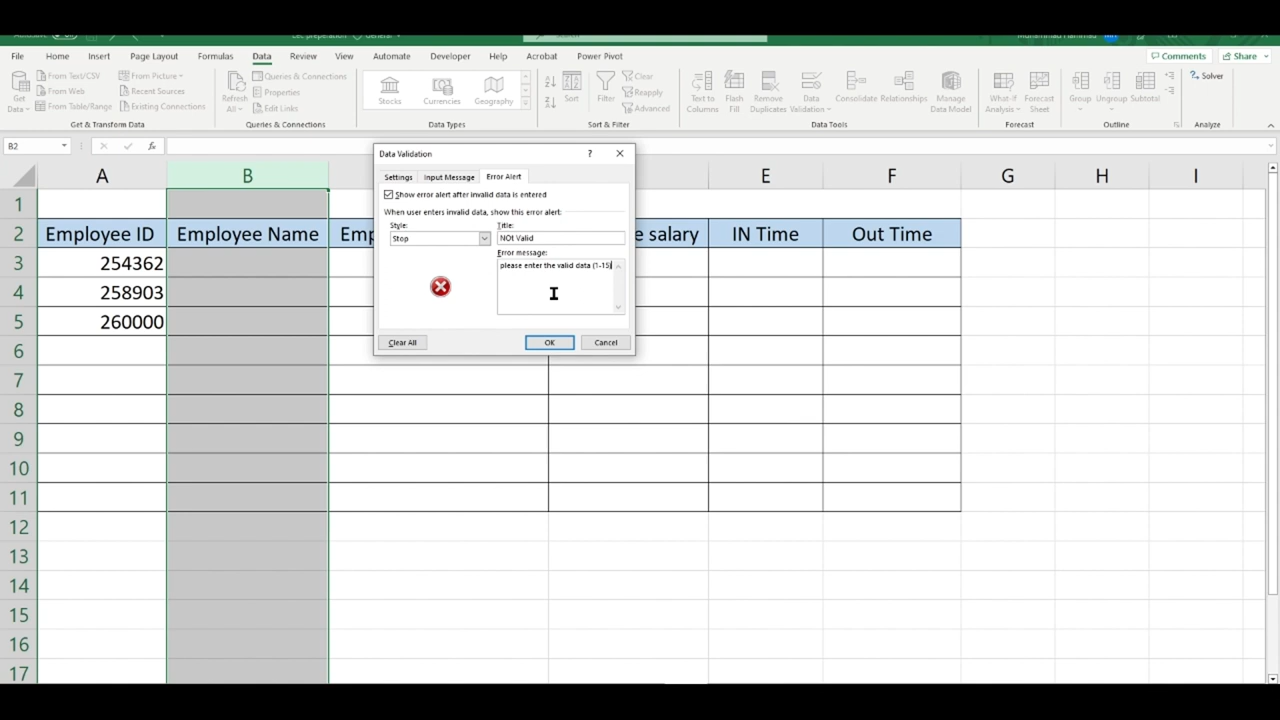 File Home Insert Page Layout Formulas Data Review View Automate Developer Help Acrobat Power Pivot Comments Share
Get Data
From Text/CSV
From Web
From Table/Range
From Picture
Recent Sources
Existing Connections
Get & Transform Data
Refresh All
Queries & Connections
Properties
Edit Links
Queries & Connections
Stocks Currencies Geography
Data Types
Sort
Filter
Clear
Reapply
Advanced
Sort & Filter
Text to Columns
Flash Fill
Remove Duplicates
Data Validation
Consolidate
Relationships
Manage Data Model
Data Tools
What-If Analysis
Forecast Sheet
Forecast
Group
Ungroup
Subtotal
Outline
Solver
Analyze
B2
fx
Data Validation ?
Settings Input Message Error Alert
Show error alert after invalid data is entered
When user enters invalid data, show this error alert:
Style: Title:
Stop NOt Valid
Error message:
please enter the valid data (1-15)
Clear All OK Cancel
A B E F G H I
1
2 Employee ID Employee Name Emp e salary IN Time Out Time
3 254362
4 258903
5 260000
6
7
8
9
10
11
12
13
14
15
16
17